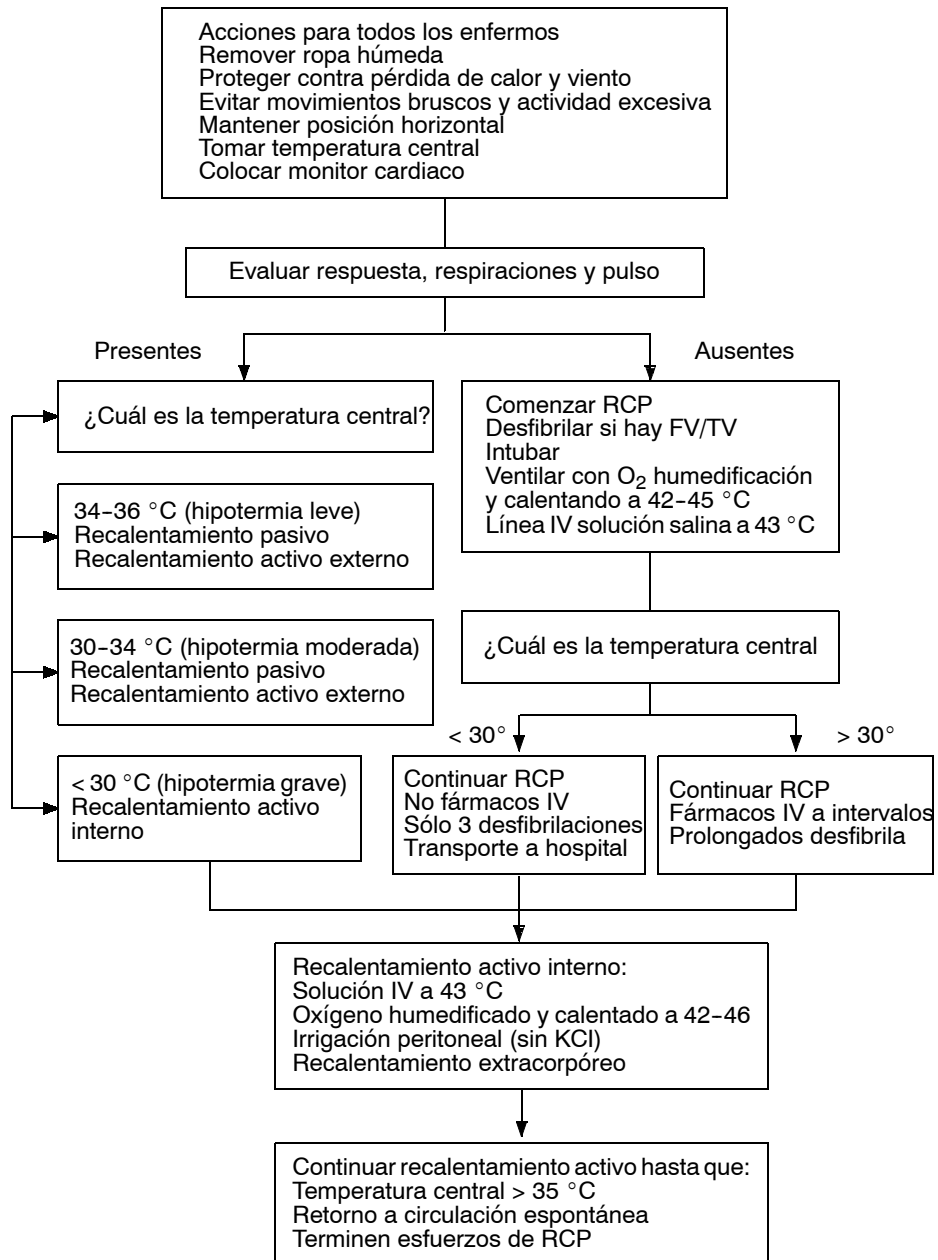 Acciones para todos los enfermos
Remover ropa húmeda
Proteger contra pérdida de calor y viento
Evitar movimientos bruscos y actividad excesiva
Mantener posición horizontal
Tomar temperatura central
Colocar monitor cardiaco
Evaluar respuesta, respiraciones y pulso
Presentes
Ausentes
¿Cuál es la temperatura central?
34-36 °C (hipotermia leve)
Recalentamiento pasivo
Recalentamiento activo externo
30-34 °C (hipotermia moderada)
Recalentamiento pasivo
Recalentamiento activo externo
< 30 °C (hipotermia grave)
Recalentamiento activo
interno
Comenzar RCP
Desfibrilar si hay FV/TV
Intubar
Ventilar con O2 humedificación
y calentando a 42-45 °C
Línea IV solución salina a 43 °C
¿Cuál es la temperatura central
< 30°
> 30°
Continuar RCP
No fármacos IV
Sólo 3 desfibrilaciones
Transporte a hospital
Continuar RCP
Fármacos IV a intervalos
Prolongados desfibrila
Recalentamiento activo interno:
Solución IV a 43 °C
Oxígeno humedificado y calentado a 42-46
Irrigación peritoneal (sin KCI)
Recalentamiento extracorpóreo
Continuar recalentamiento activo hasta que:
Temperatura central > 35 °C
Retorno a circulación espontánea
Terminen esfuerzos de RCP